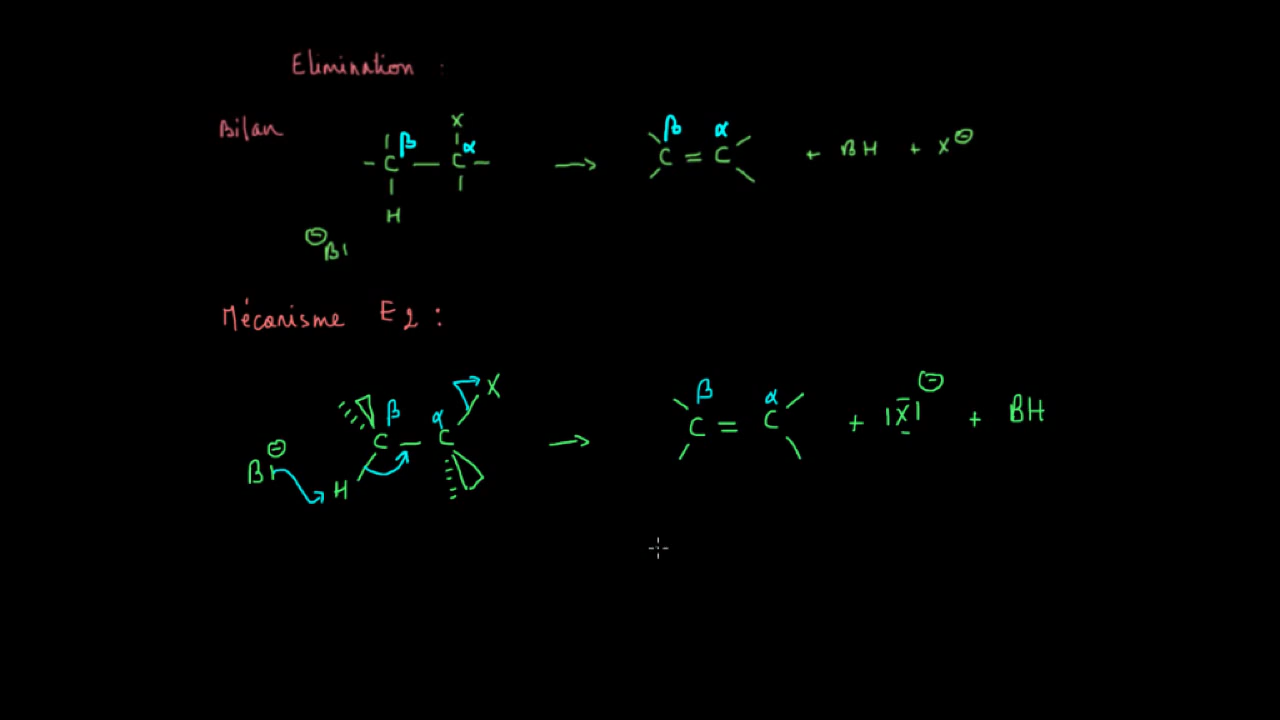 Elimination :
Bilan
X
β α β α
- C — C - → C = C + BH + X⊖
H
⊖
B|
Mécanisme E2 :
X β α ⊖
β α
C — C → C = C + |X̄| + BH
⊖
B| H